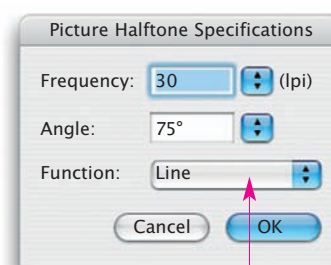 Picture Halftone Specifications
Frequency: 30 (lpi)
Angle: 75°
Function: Line
Cancel OK